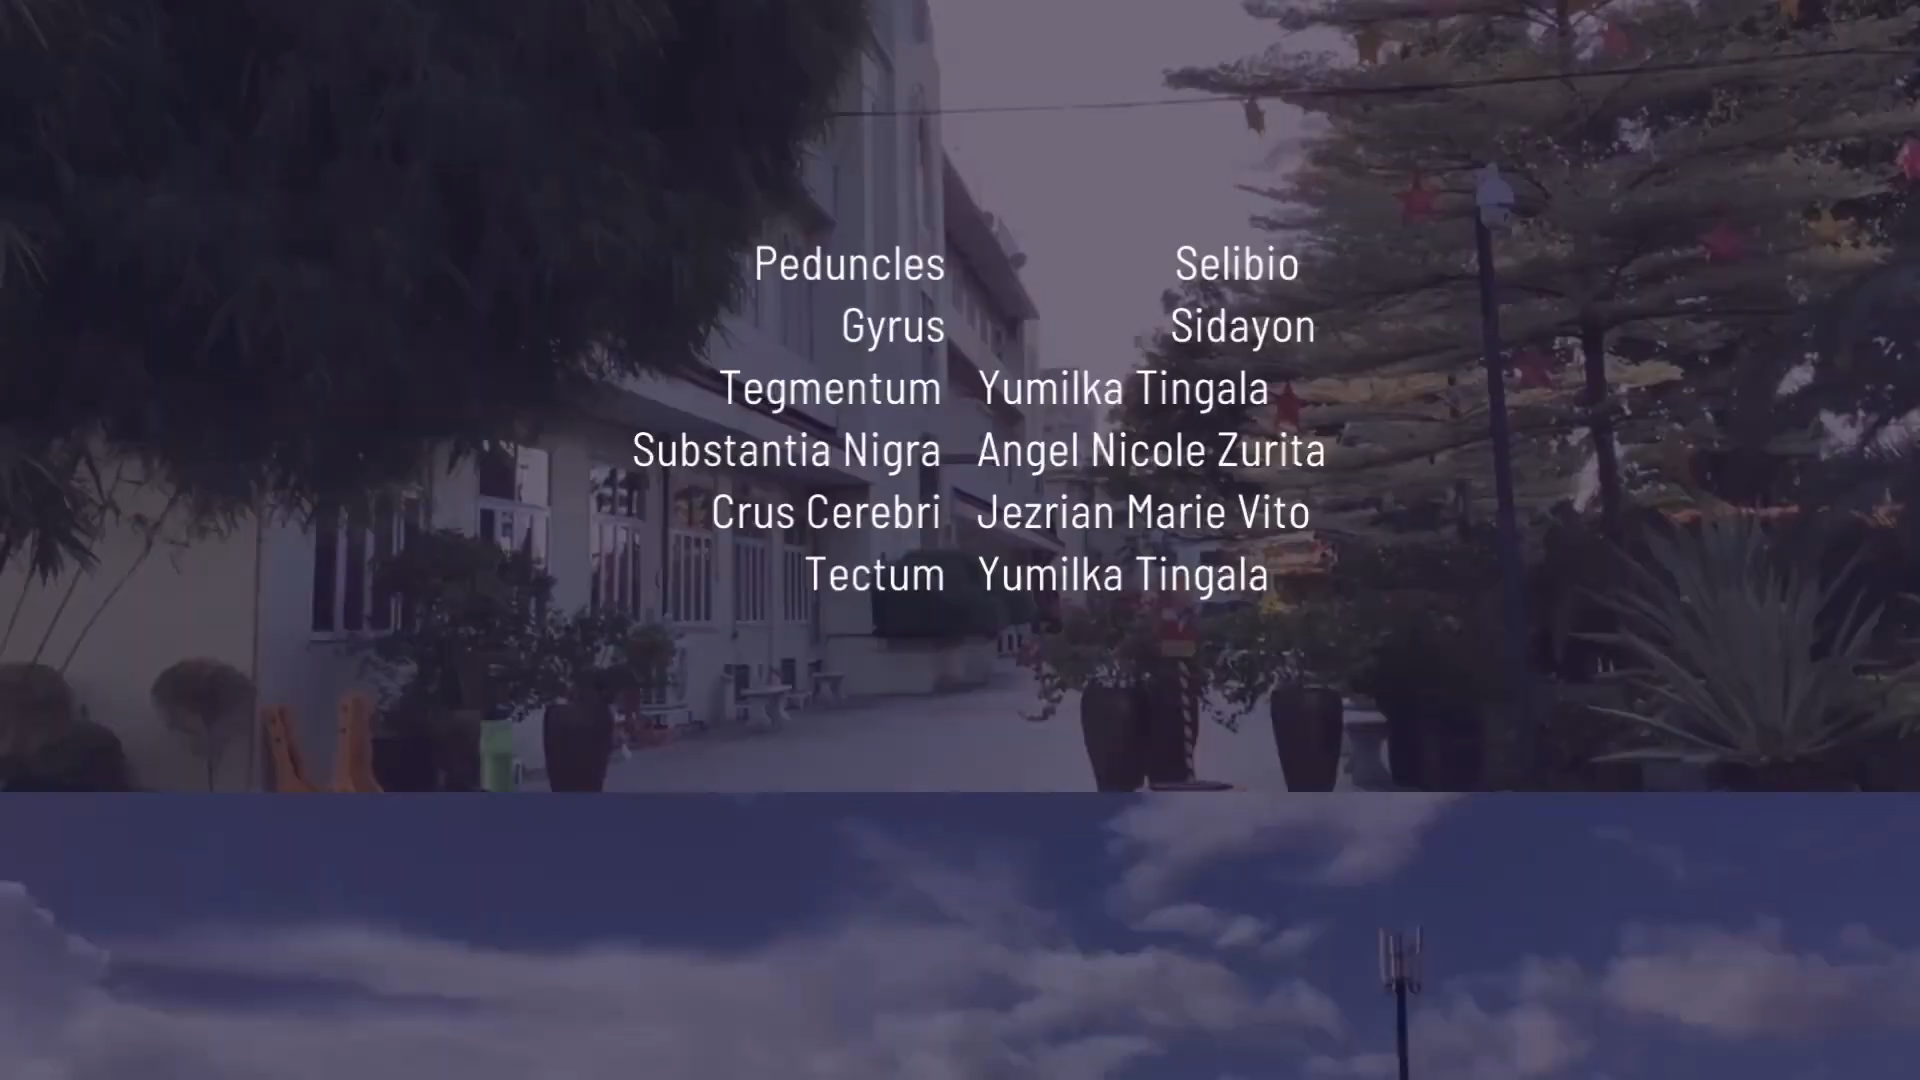 Peduncles Selibio
Gyrus Sidayon
Tegmentum Yumilka Tingala
Substantia Nigra Angel Nicole Zurita
Crus Cerebri Jezrian Marie Vito
Tectum Yumilka Tingala